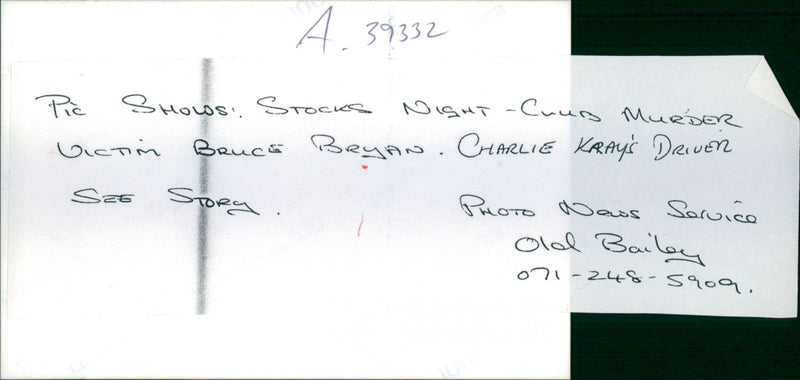 A. 39332
PIC SHOWS: STOCKS NIGHT-CLUB MURDER
VICTIM BRUCE BRYAN. CHARLIE KRAY'S DRIVER
SEE STORY.
PHOTO NEWS SERVICE
Old Bailey
071-248-5909.